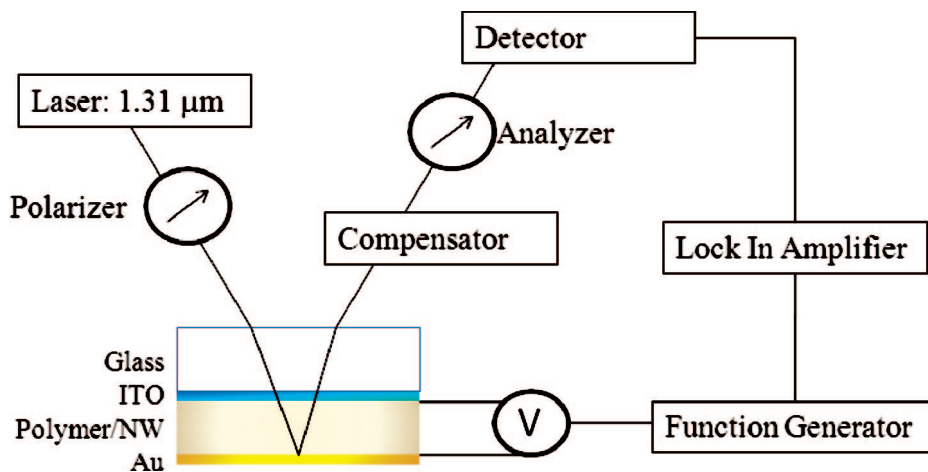 Detector
Laser: 1.31 μm
Analyzer
Polarizer
Compensator
Lock In Amplifier
Glass
ITO
Polymer/NW
Au
V
Function Generator